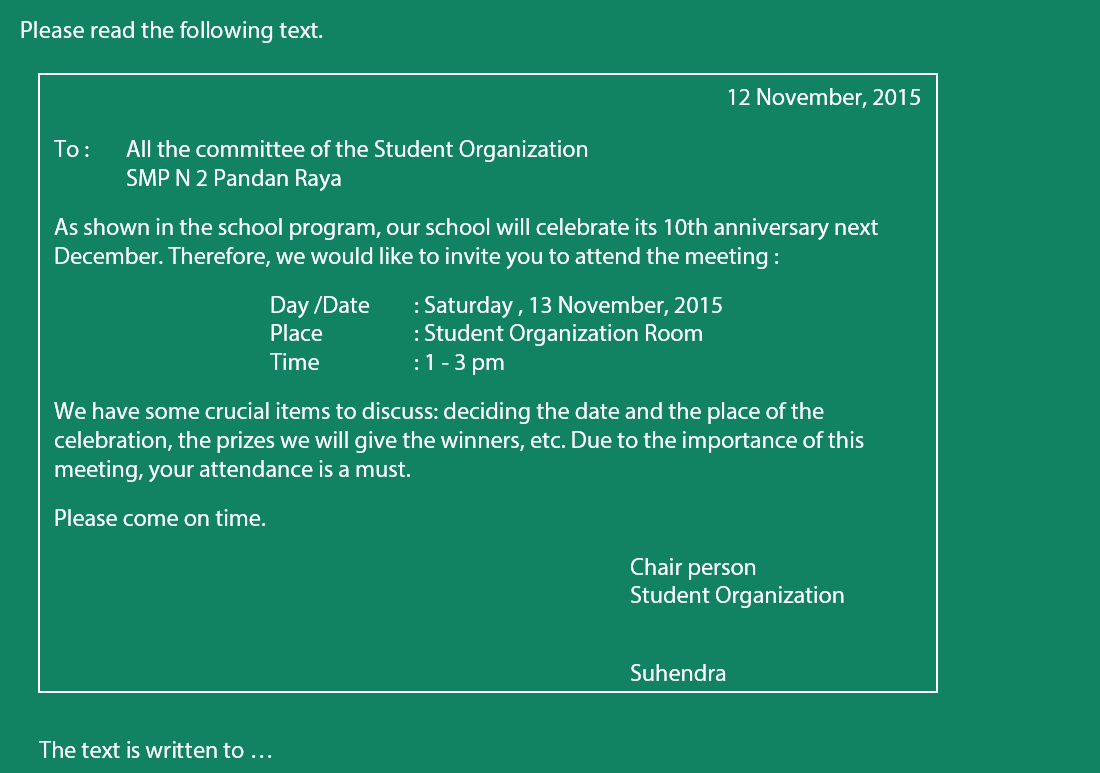 Please read the following text.
12 November, 2015
To : All the committee of the Student Organization
SMP N 2 Pandan Raya
As shown in the school program, our school will celebrate its 10th anniversary next
December. Therefore, we would like to invite you to attend the meeting :
Day /Date : Saturday , 13 November, 2015
Place : Student Organization Room
Time : 1 - 3 pm
We have some crucial items to discuss: deciding the date and the place of the
celebration, the prizes we will give the winners, etc. Due to the importance of this
meeting, your attendance is a must.
Please come on time.
Chair person
Student Organization
Suhendra
The text is written to …